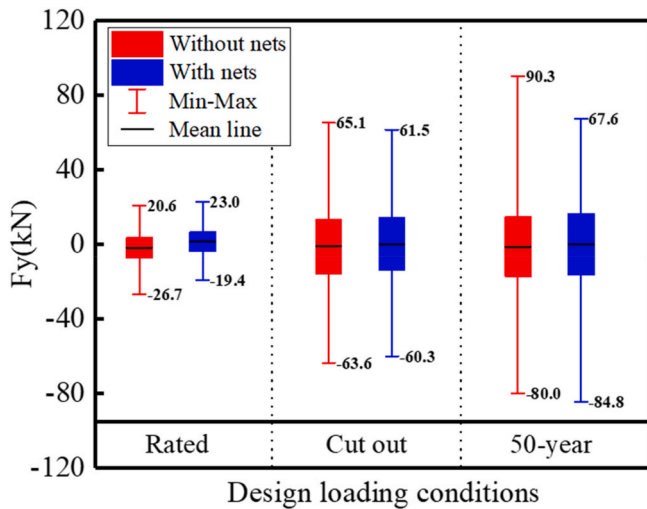 120
80
40
0
-40
-80
-120
Fy(kN)
Without nets
With nets
Min-Max
Mean line
20.6
-26.7
23.0
-19.4
65.1
-63.6
61.5
-60.3
90.3
-80.0
67.6
-84.8
Rated
Cut out
50-year
Design loading conditions